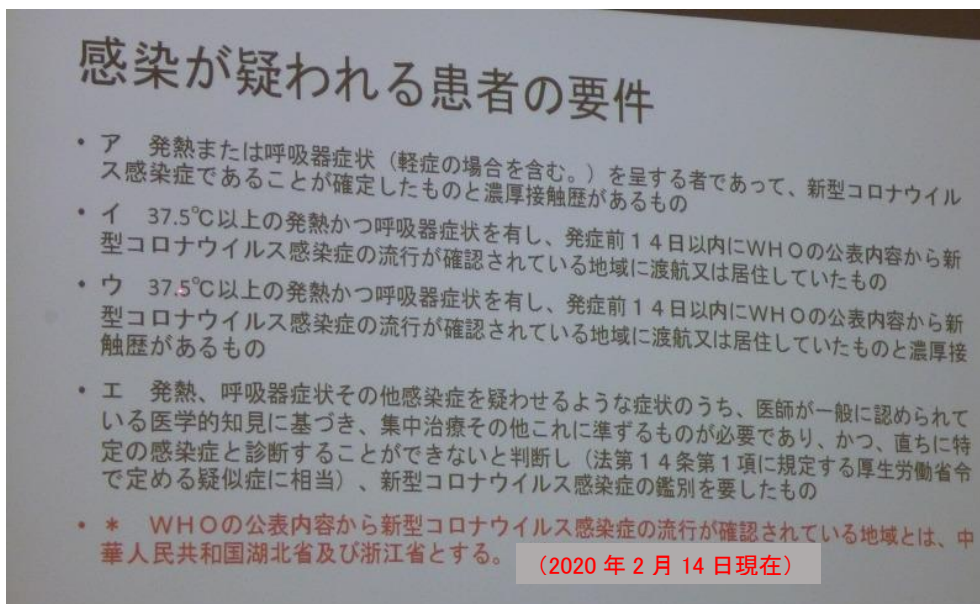 感染が疑われる患者の要件
• ア　発熱または呼吸器症状（軽症の場合を含む。）を呈する者であって、新型コロナウイル
ス感染症であることが確定したものと濃厚接触歴があるもの
• イ　37.5℃以上の発熱かつ呼吸器症状を有し、発症前１４日以内にＷＨＯの公表内容から新
型コロナウイルス感染症の流行が確認されている地域に渡航又は居住していたもの
• ウ　37.5℃以上の発熱かつ呼吸器症状を有し、発症前１４日以内にＷＨＯの公表内容から新
型コロナウイルス感染症の流行が確認されている地域に渡航又は居住していたものと濃厚接
触歴があるもの
• エ　発熱、呼吸器症状その他感染症を疑わせるような症状のうち、医師が一般に認められて
いる医学的知見に基づき、集中治療その他これに準ずるものが必要であり、かつ、直ちに特
定の感染症と診断することができないと判断し（法第１４条第１項に規定する厚生労働省令
で定める疑似症に相当）、新型コロナウイルス感染症の鑑別を要したもの
• ＊　ＷＨＯの公表内容から新型コロナウイルス感染症の流行が確認されている地域とは、中
華人民共和国湖北省及び浙江省とする。
（2020 年 2 月 14 日現在）